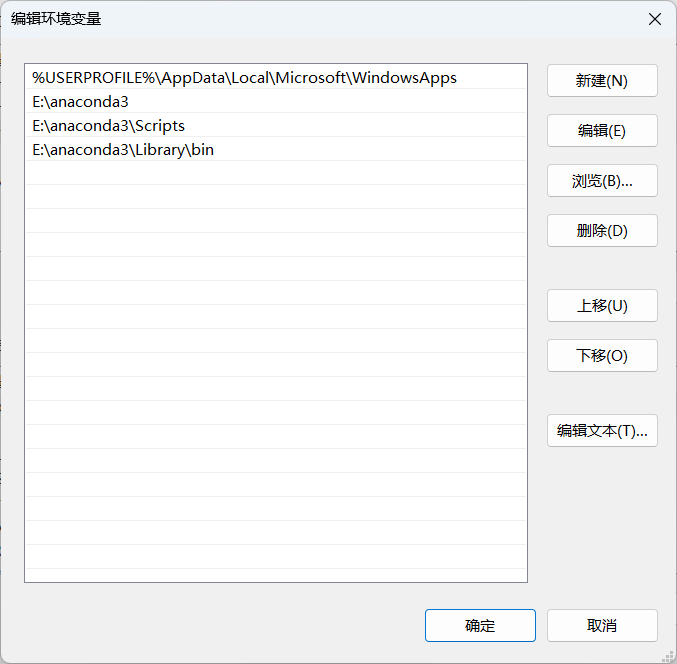 编辑环境变量
%USERPROFILE%\AppData\Local\Microsoft\WindowsApps
E:\anaconda3
E:\anaconda3\Scripts
E:\anaconda3\Library\bin
新建(N)
编辑(E)
浏览(B)...
删除(D)
上移(U)
下移(O)
编辑文本(T)...
确定
取消